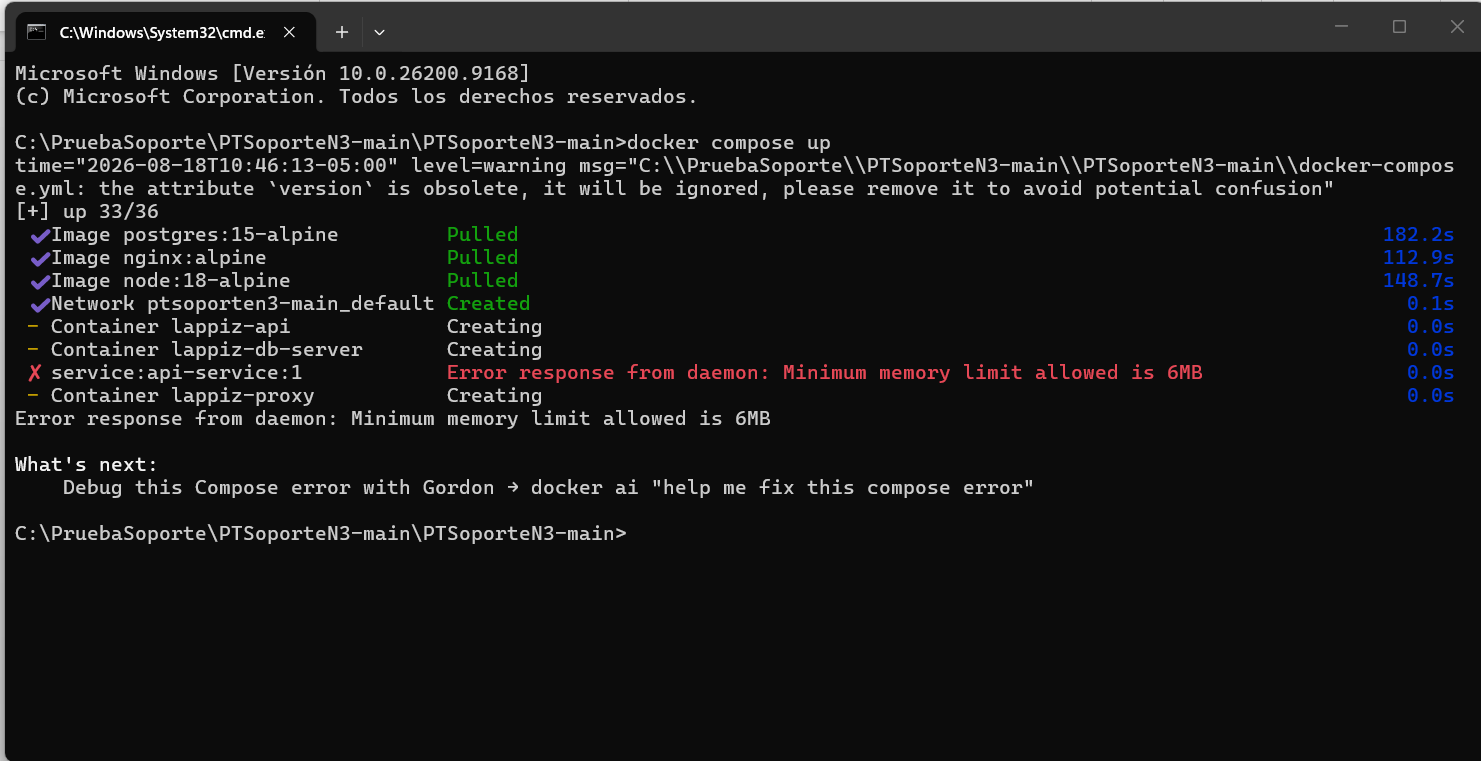 C:\Windows\System32\cmd.e
Microsoft Windows [Versión 10.0.26200.9168]
(c) Microsoft Corporation. Todos los derechos reservados.
C:\PruebaSoporte\PTSoporteN3-main\PTSoporteN3-main>docker compose up
time="2026-08-18T10:46:13-05:00" level=warning msg="C:\\PruebaSoporte\\PTSoporteN3-main\\PTSoporteN3-main\\docker-compos
e.yml: the attribute `version` is obsolete, it will be ignored, please remove it to avoid potential confusion"
[+] up 33/36
✔Image postgres:15-alpine Pulled 182.2s
✔Image nginx:alpine Pulled 112.9s
✔Image node:18-alpine Pulled 148.7s
✔Network ptsoporten3-main_default Created 0.1s
- Container lappiz-api Creating 0.0s
- Container lappiz-db-server Creating 0.0s
✘ service:api-service:1 Error response from daemon: Minimum memory limit allowed is 6MB 0.0s
- Container lappiz-proxy Creating 0.0s
Error response from daemon: Minimum memory limit allowed is 6MB
What's next:
Debug this Compose error with Gordon → docker ai "help me fix this compose error"
C:\PruebaSoporte\PTSoporteN3-main\PTSoporteN3-main>